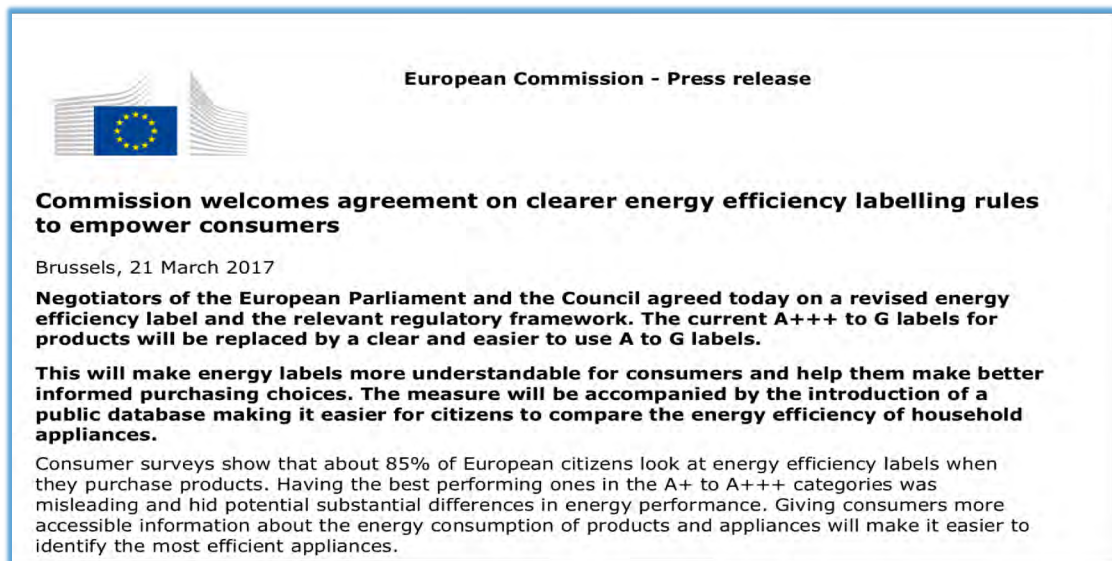 European Commission - Press release
Commission welcomes agreement on clearer energy efficiency labelling rules
to empower consumers
Brussels, 21 March 2017
Negotiators of the European Parliament and the Council agreed today on a revised energy
efficiency label and the relevant regulatory framework. The current A+++ to G labels for
products will be replaced by a clear and easier to use A to G labels.
This will make energy labels more understandable for consumers and help them make better
informed purchasing choices. The measure will be accompanied by the introduction of a
public database making it easier for citizens to compare the energy efficiency of household
appliances.
Consumer surveys show that about 85% of European citizens look at energy efficiency labels when
they purchase products. Having the best performing ones in the A+ to A+++ categories was
misleading and hid potential substantial differences in energy performance. Giving consumers more
accessible information about the energy consumption of products and appliances will make it easier to
identify the most efficient appliances.